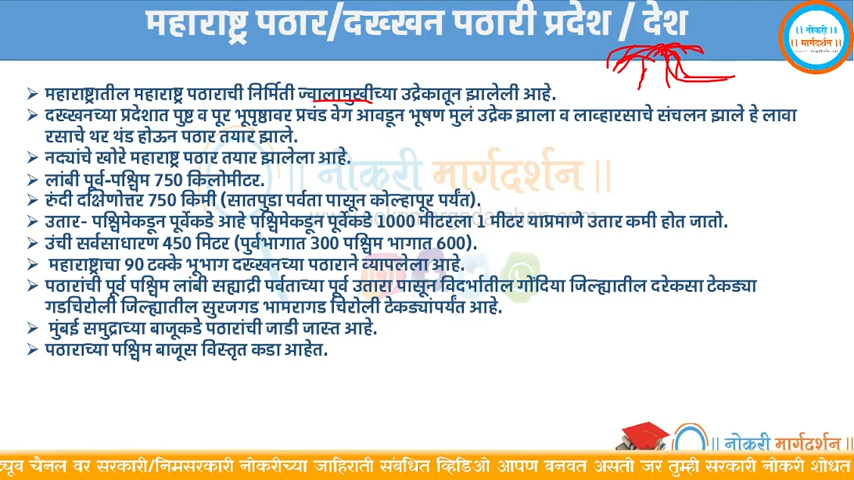 महाराष्ट्र पठार/दख्खन पठारी प्रदेश / देश
|| नोकरी ||
|| मार्गदर्शन ||
➢ महाराष्ट्रातील महाराष्ट्र पठाराची निर्मिती ज्वालामुखीच्या उद्रेकातून झालेली आहे.
➢ दख्खनच्या प्रदेशात पुष्ट व पूर भूपृष्ठावर प्रचंड वेग आवडून भूषण मुलं उद्रेक झाला व लाव्हारसाचे संचलन झाले हे लावा
रसाचे थर थंड होऊन पठार तयार झाले.
➢ नद्यांचे खोरे महाराष्ट्र पठार तयार झालेला आहे.
➢ लांबी पूर्व-पश्चिम 750 किलोमीटर.
➢ रुंदी दक्षिणोत्तर 750 किमी (सातपुडा पर्वता पासून कोल्हापूर पर्यंत).
➢ उतार- पश्चिमेकडून पूर्वेकडे आहे पश्चिमेकडून पूर्वेकडे 1000 मीटरला 1 मीटर याप्रमाणे उतार कमी होत जातो.
➢ उंची सर्वसाधारण 450 मिटर (पुर्वभागात 300 पश्चिम भागात 600).
➢ महाराष्ट्राचा 90 टक्के भूभाग दख्खनच्या पठाराने व्यापलेला आहे.
➢ पठारांची पूर्व पश्चिम लांबी सह्याद्री पर्वताच्या पूर्व उतारा पासून विदर्भातील गोंदिया जिल्ह्यातील दरेकसा टेकड्या
गडचिरोली जिल्ह्यातील सुरजगड भामरागड चिरोली टेकड्यांपर्यंत आहे.
➢ मुंबई समुद्राच्या बाजूकडे पठारांची जाडी जास्त आहे.
➢ पठाराच्या पश्चिम बाजूस विस्तृत कडा आहेत.
|| नोकरी मार्गदर्शन ||
|| नोकरी मार्गदर्शन ||
चैनल वर सरकारी/निमसरकारी नोकरीच्या जाहिराती संबंधित व्हिडिओ आपण बनवत असतो जर तुम्ही सरकारी नोकरी शोधत